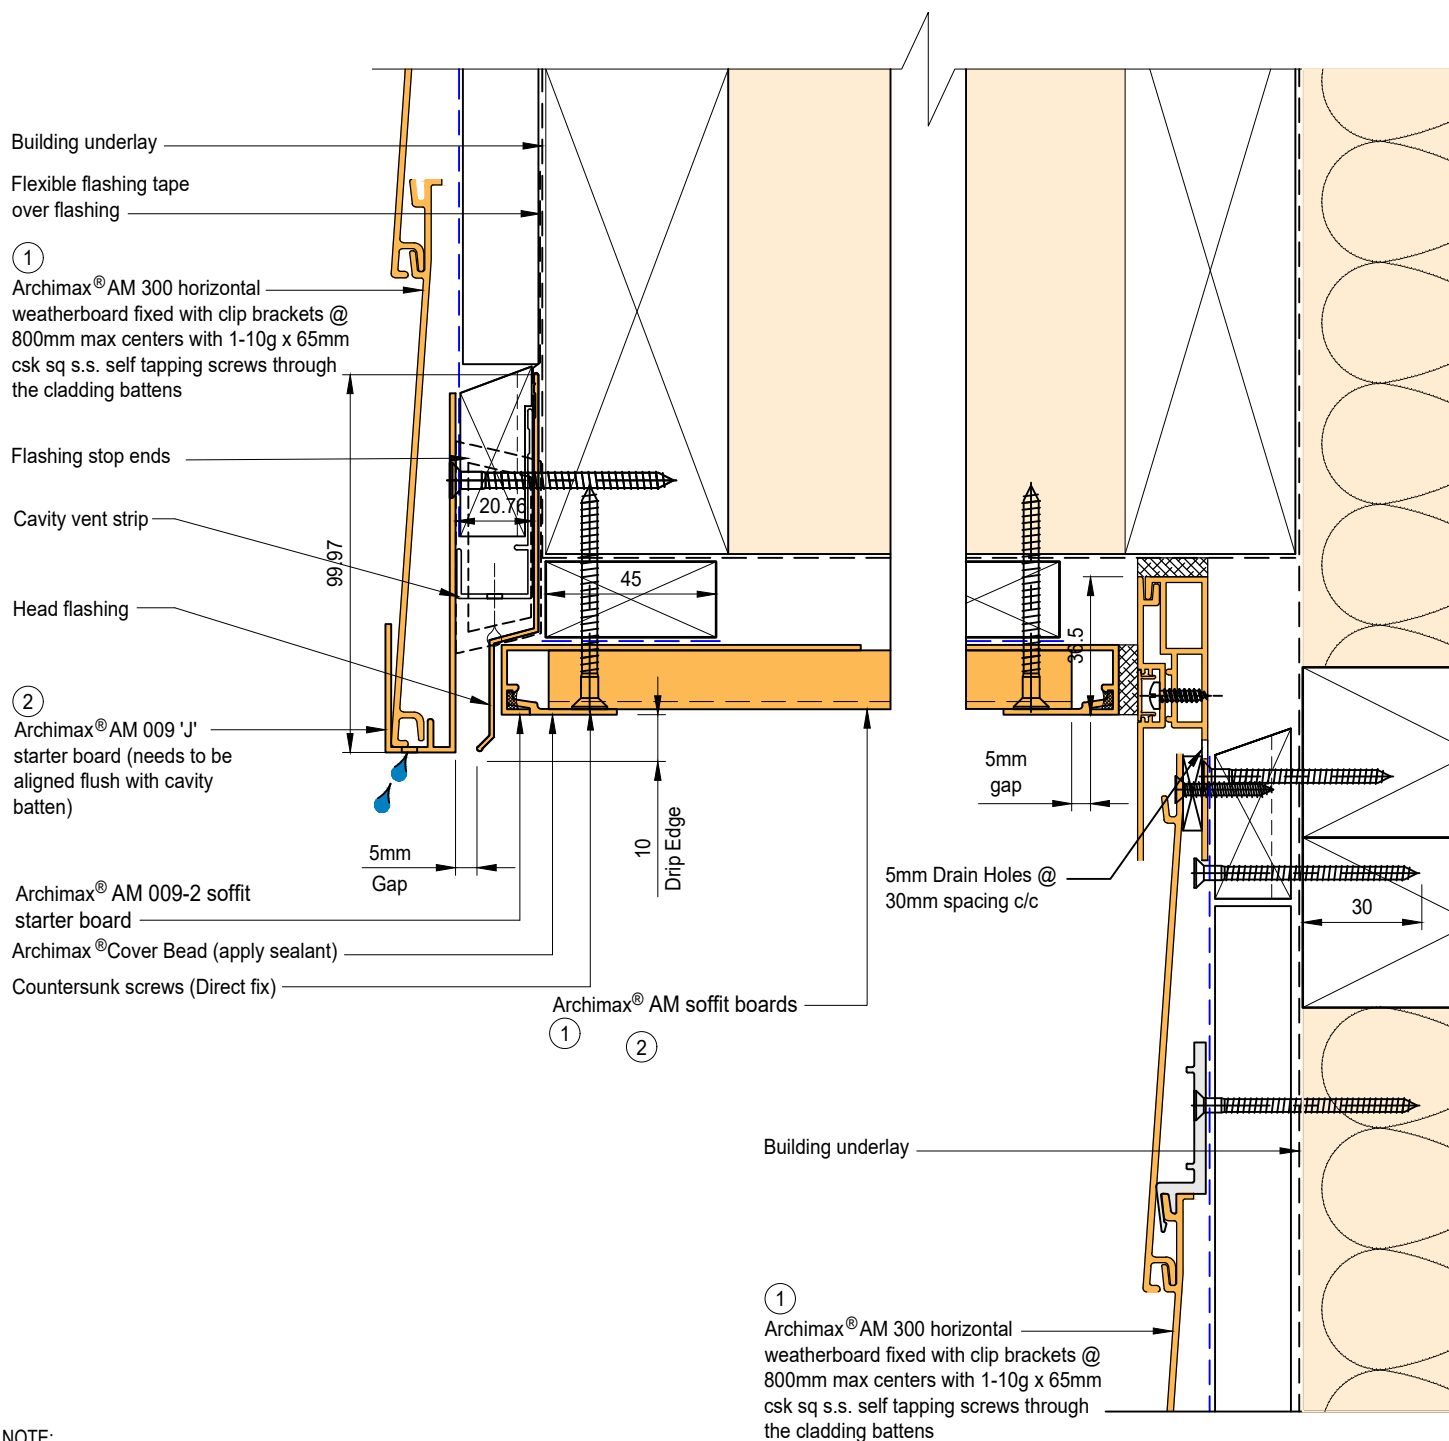 Building underlay
Flexible flashing tape
over flashing
1
Archimax® AM 300 horizontal
weatherboard fixed with clip brackets @
800mm max centers with 1-10g x 65mm
csk sq s.s. self tapping screws through
the cladding battens
Flashing stop ends
20.76
Cavity vent strip
99.97
45
Head flashing
36.5
2
Archimax® AM 009 'J'
starter board (needs to be
aligned flush with cavity
batten)
5mm
gap
10
Drip Edge
5mm
Gap
5mm Drain Holes @
30mm spacing c/c
30
Archimax® AM 009-2 soffit
starter board
Archimax® Cover Bead (apply sealant)
Countersunk screws (Direct fix)
Archimax® AM soffit boards
1
2
Building underlay
1
Archimax® AM 300 horizontal
weatherboard fixed with clip brackets @
800mm max centers with 1-10g x 65mm
csk sq s.s. self tapping screws through
the cladding battens
NOTE: